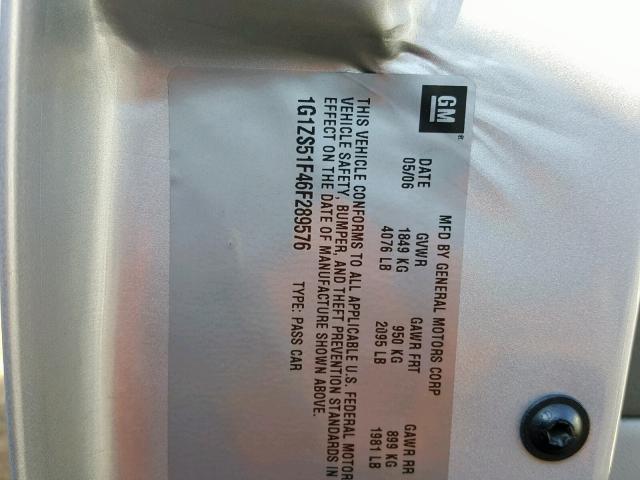 GM
MFD BY GENERAL MOTORS CORP
DATE GVWR GAWR FRT GAWR RR
05/06 1849 KG 950 KG 899 KG
4076 LB 2095 LB 1981 LB
THIS VEHICLE CONFORMS TO ALL APPLICABLE U.S. FEDERAL MOTOR
VEHICLE SAFETY, BUMPER, AND THEFT PREVENTION STANDARDS IN
EFFECT ON THE DATE OF MANUFACTURE SHOWN ABOVE.
1G1ZS51F46F289576 TYPE: PASS CAR